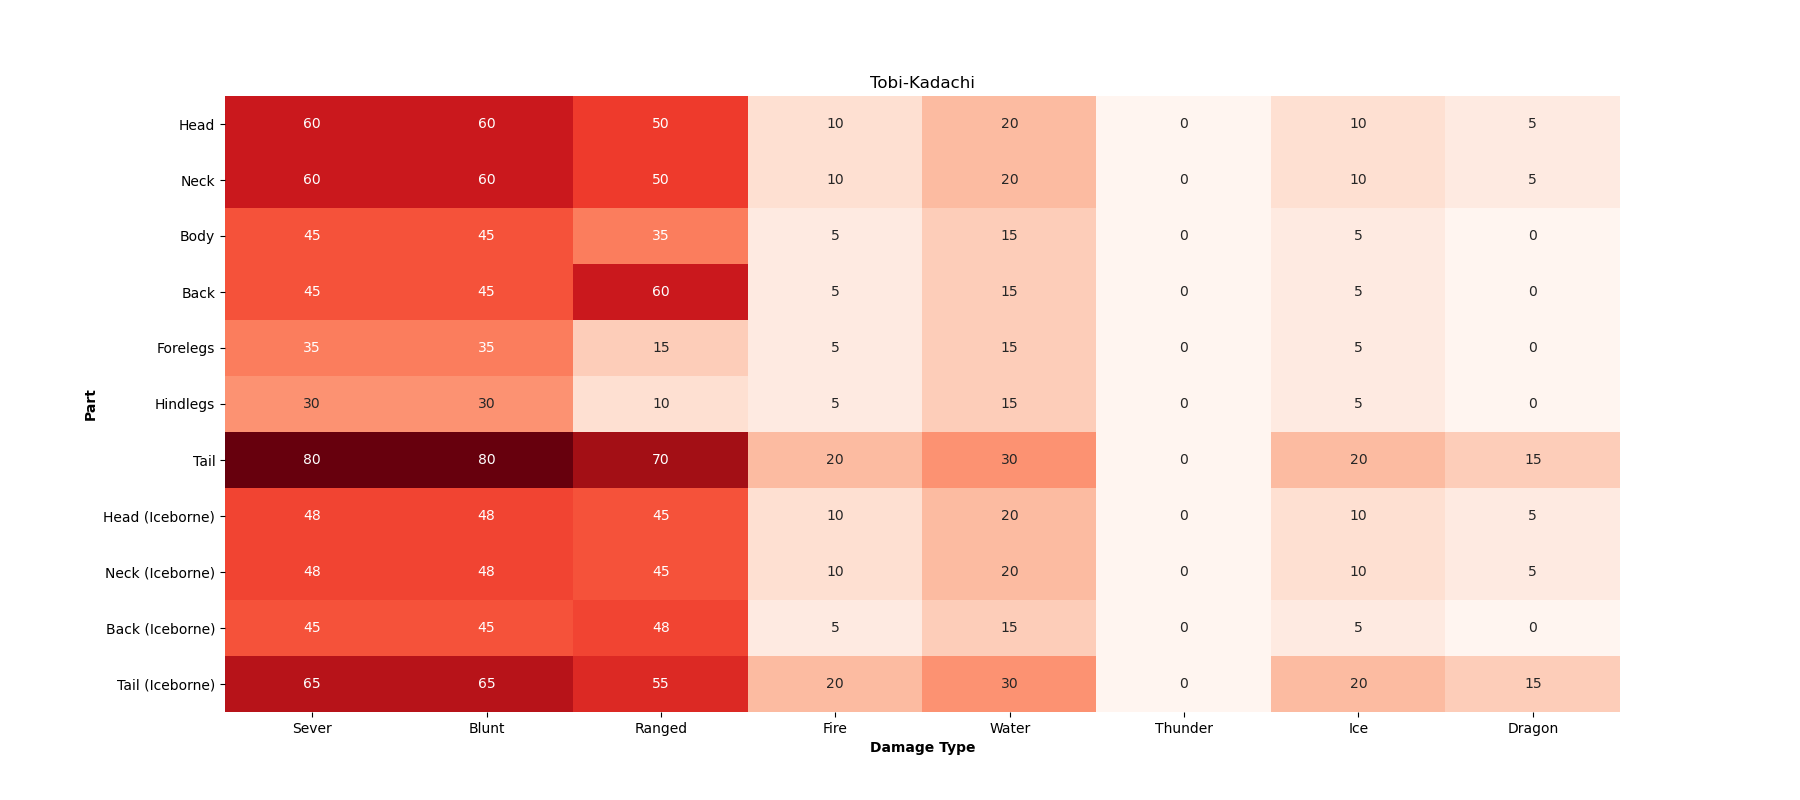 Tobi-Kadachi
Part
Head 60 60 50 10 20 0 10 5
Neck 60 60 50 10 20 0 10 5
Body 45 45 35 5 15 0 5 0
Back 45 45 60 5 15 0 5 0
Forelegs 35 35 15 5 15 0 5 0
Hindlegs 30 30 10 5 15 0 5 0
Tail 80 80 70 20 30 0 20 15
Head (Iceborne) 48 48 45 10 20 0 10 5
Neck (Iceborne) 48 48 45 10 20 0 10 5
Back (Iceborne) 45 45 48 5 15 0 5 0
Tail (Iceborne) 65 65 55 20 30 0 20 15
Sever Blunt Ranged Fire Water Thunder Ice Dragon
Damage Type